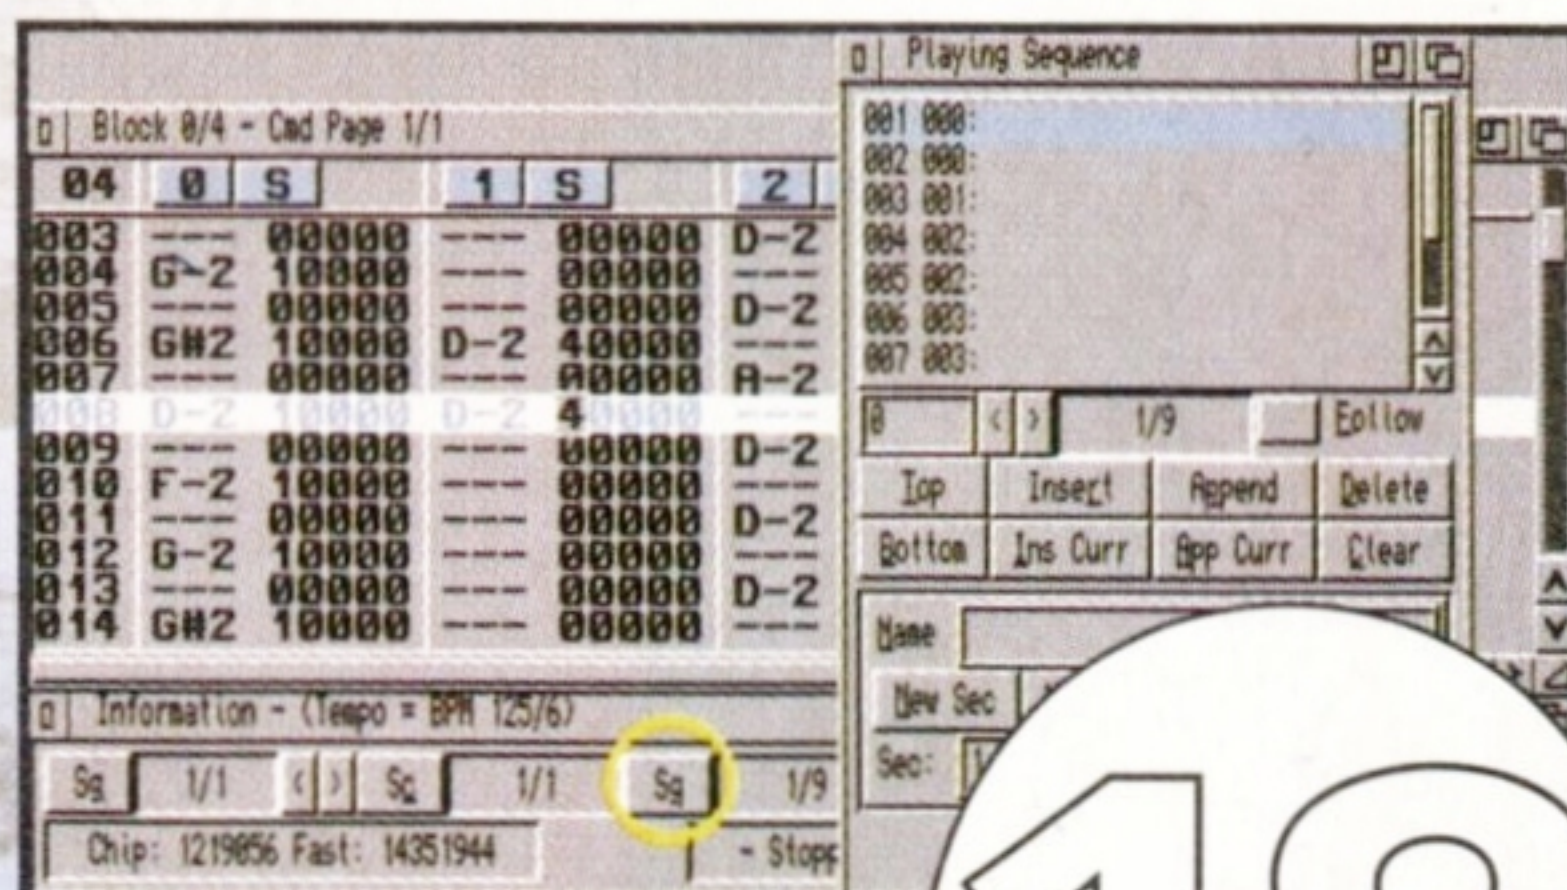 Block 0/4 - Cmd Page 1/1
04 0 S 1 S 2
003 --- 00000 --- 00000 D-2
004 G-2 10000 --- 00000 ---
005 --- 00000 --- 00000 D-2
006 G#2 10000 D-2 40000 ---
007 --- 00000 --- 00000 A-2
008 D-2 10000 D-2 40000 ---
009 --- 00000 --- 00000 D-2
010 F-2 10000 --- 00000 ---
011 --- 00000 --- 00000 D-2
012 G-2 10000 --- 00000 ---
013 --- 00000 --- 00000 D-2
014 G#2 10000 --- 00000 ---
Playing Sequence
001 000:
002 000:
003 001:
004 002:
005 002:
006 003:
007 003:
0 < > 1/9 Follow
Top Insert Append Delete
Bottom Ins Curr App Curr Clear
Name
New Sec
Sec: 1
Information - (Tempo = BPM 125/6)
Sg 1/1 < > Sc 1/1 Sq 1/9
Chip: 1219056 Fast: 14351944 - Stopp